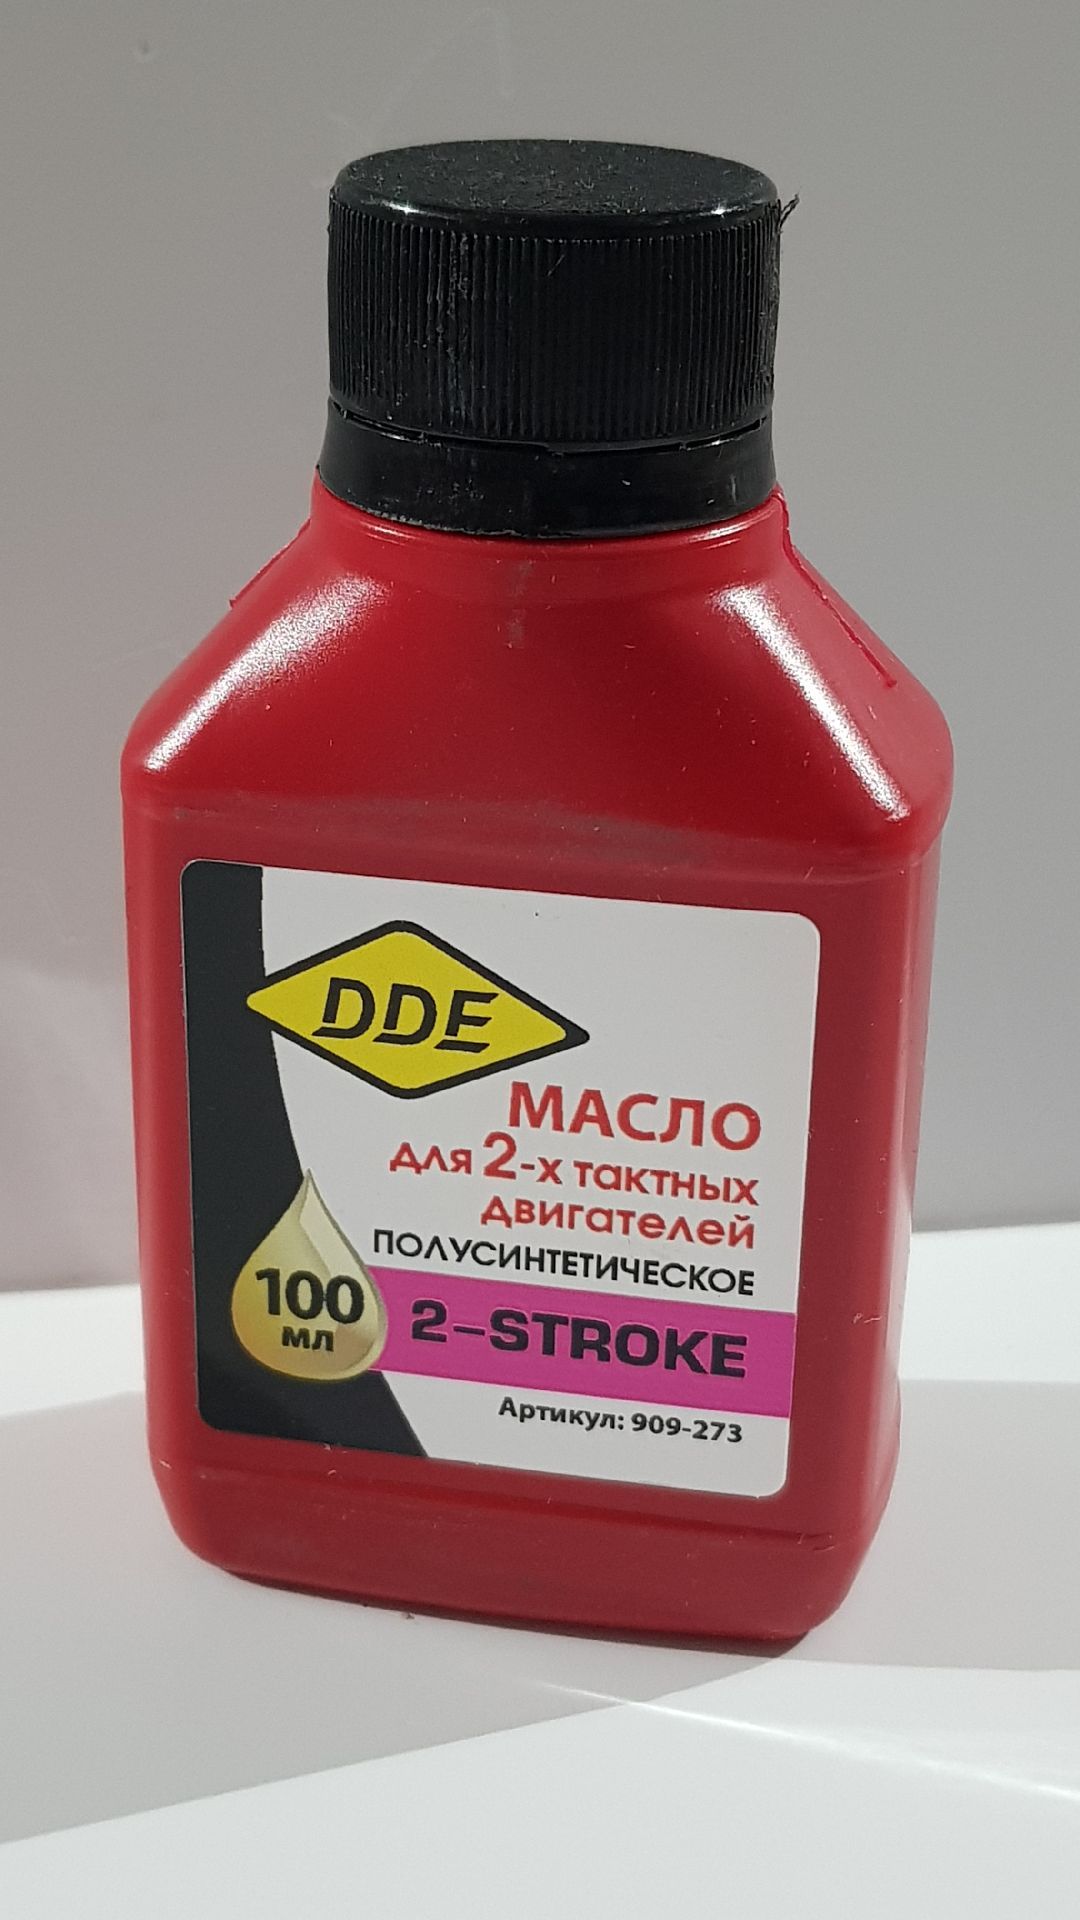 DDE
МАСЛО
для 2-х тактных
двигателей
ПОЛУСИНТЕТИЧЕСКОЕ
100
мл
2-STROKE
Артикул: 909-273